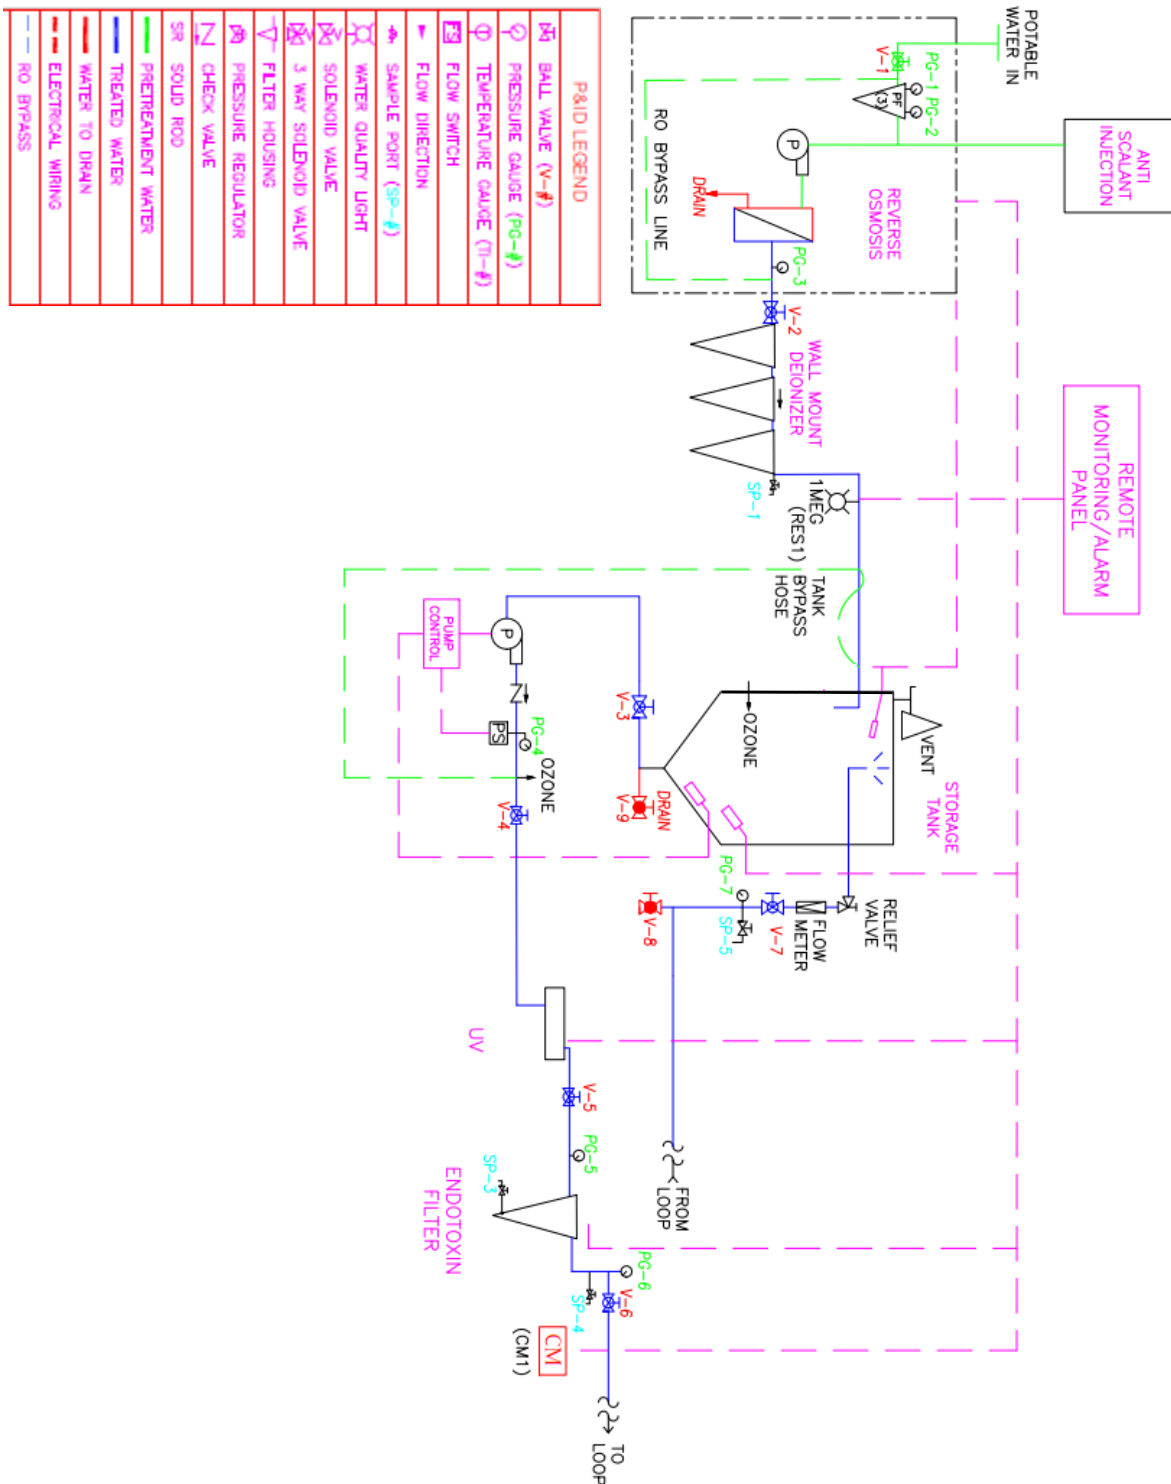 POTABLE
WATER IN
PG-1
PG-2
V-1
PF
(3)
ANTI
SCALANT
INJECTION
P
RO BYPASS LINE
DRAIN
REVERSE
OSMOSIS
PG-3
V-2
WALL MOUNT
DEIONIZER
SP-1
1MEG
(RES1)
REMOTE
MONITORING/ALARM
PANEL
TANK
BYPASS
HOSE
PUMP
CONTROL
P
PS
PG-4
OZONE
V-4
V-3
DRAIN
V-9
OZONE
VENT
STORAGE
TANK
PG-7
SP-5
V-8
V-7
FLOW
METER
RELIEF
VALVE
FROM
LOOP
UV
V-5
PG-5
SP-3
ENDOTOXIN
FILTER
PG-6
SP-4
V-6
CM
(CM1)
TO
LOOP
P&ID LEGEND
BALL VALVE (V-#)
PRESSURE GAUGE (PG-#)
TEMPERATURE GAUGE (TI-#)
FS FLOW SWITCH
FLOW DIRECTION
SAMPLE PORT (SP-#)
WATER QUALITY LIGHT
SOLENOID VALVE
3 WAY SOLENOID VALVE
FILTER HOUSING
PRESSURE REGULATOR
CHECK VALVE
SR SOLID ROD
PRETREATMENT WATER
TREATED WATER
WATER TO DRAIN
ELECTRICAL WIRING
RO BYPASS